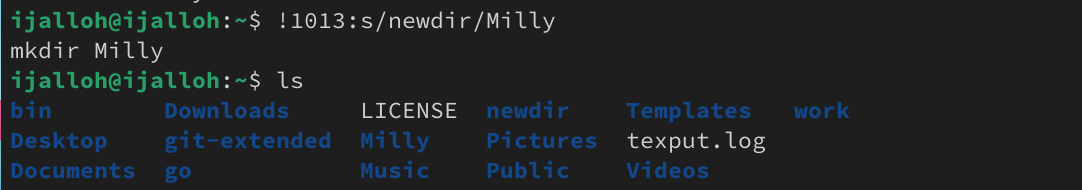 ijalloh@ijalloh:~$ !1013:s/newdir/Milly
mkdir Milly
ijalloh@ijalloh:~$ ls
bin Downloads LICENSE newdir Templates work
Desktop git-extended Milly Pictures texput.log
Documents go Music Public Videos